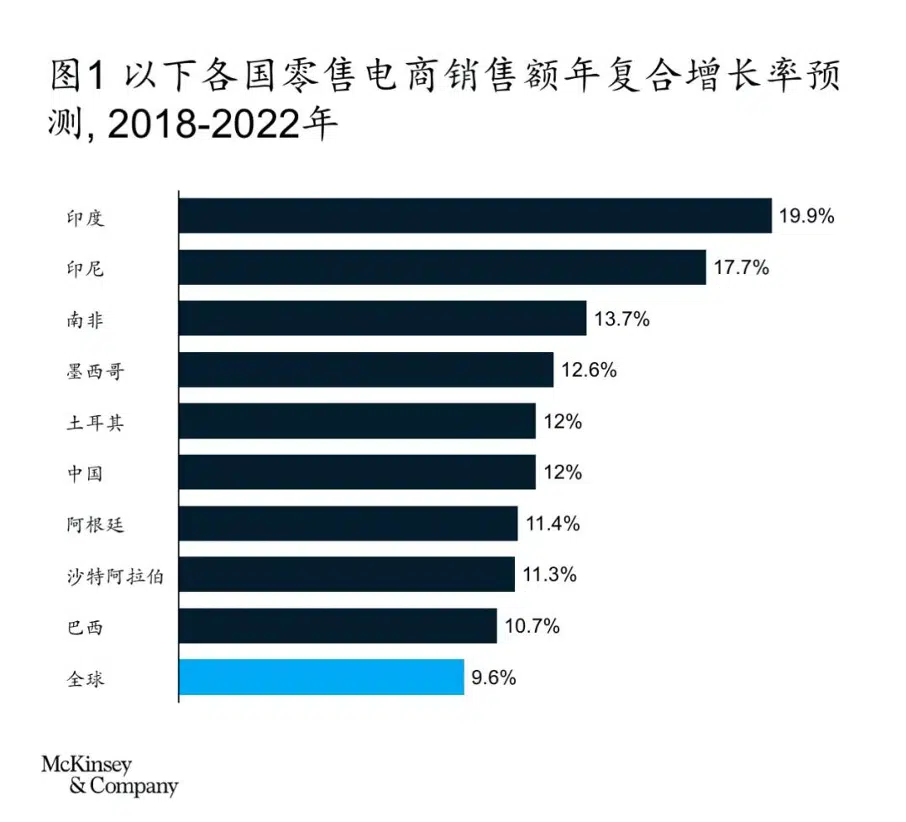 图1 以下各国零售电商销售额年复合增长率预
测, 2018-2022年
印度 19.9%
印尼 17.7%
南非 13.7%
墨西哥 12.6%
土耳其 12%
中国 12%
阿根廷 11.4%
沙特阿拉伯 11.3%
巴西 10.7%
全球 9.6%
McKinsey
& Company